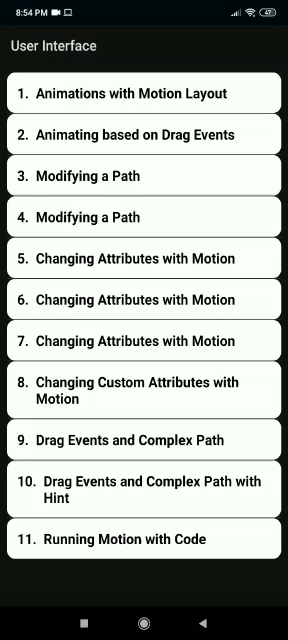 8:54 PM
47
User Interface
1. Animations with Motion Layout
2. Animating based on Drag Events
3. Modifying a Path
4. Modifying a Path
5. Changing Attributes with Motion
6. Changing Attributes with Motion
7. Changing Attributes with Motion
8. Changing Custom Attributes with
Motion
9. Drag Events and Complex Path
10. Drag Events and Complex Path with
Hint
11. Running Motion with Code